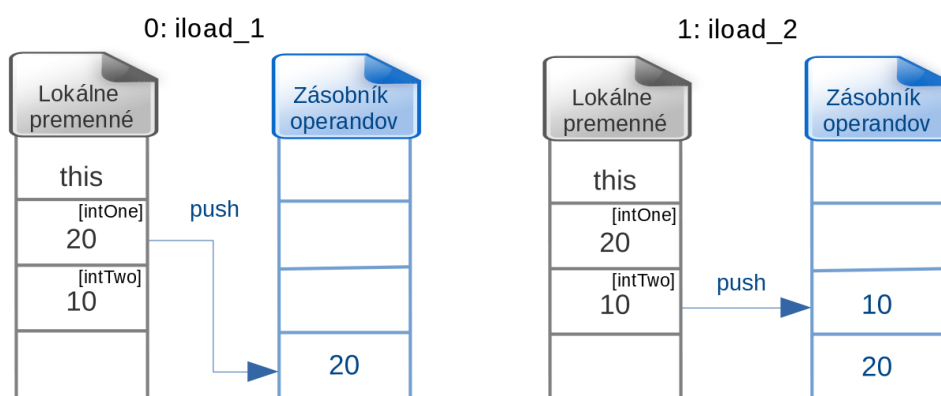 0: iload_1
Lokálne
premenné
Zásobník
operandov
this
[intOne]
20
[intTwo]
10
push
20
1: iload_2
Lokálne
premenné
Zásobník
operandov
this
[intOne]
20
[intTwo]
10
push
10
20